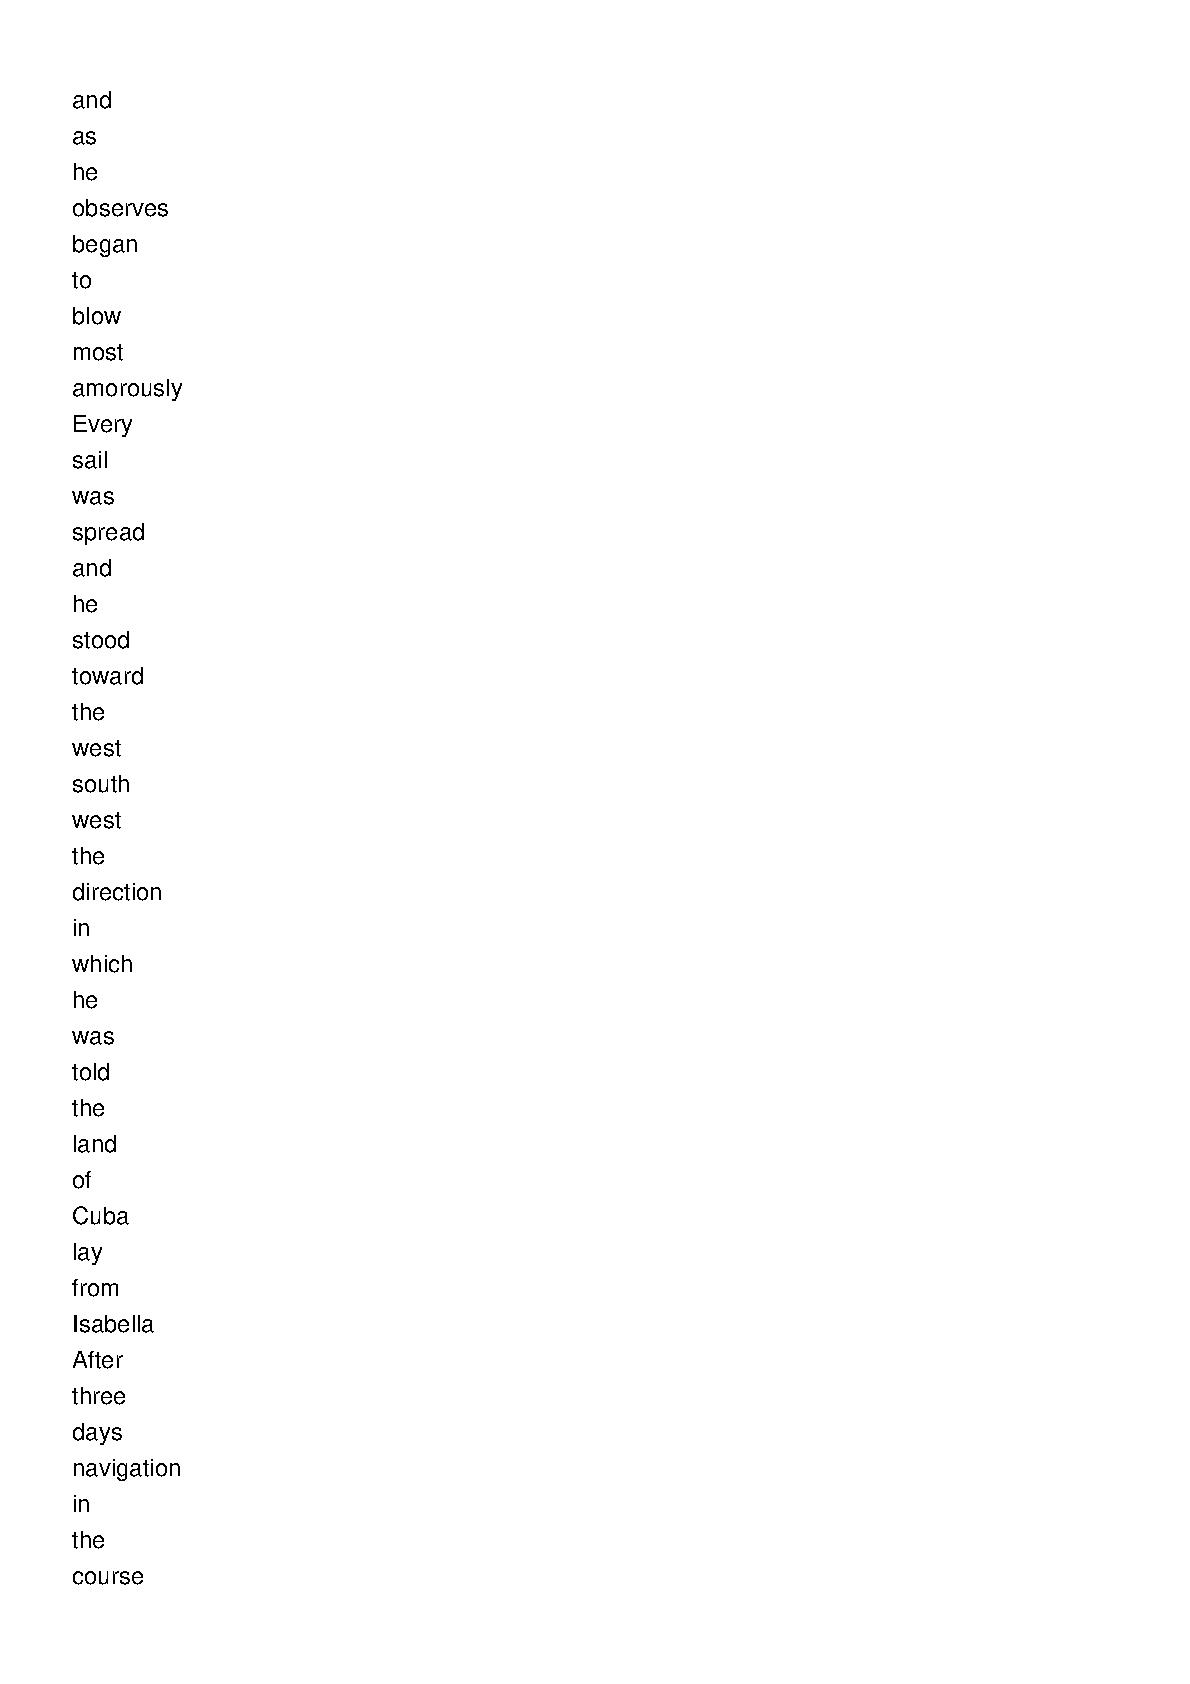 and
as
he
observes
began
to
blow
most
amorously
Every
sail
was
spread
and
he
stood
toward
the
west
south
west
the
direction
in
which
he
was
told
the
land
of
Cuba
lay
from
Isabella
After
three
days
navigation
in
the
course